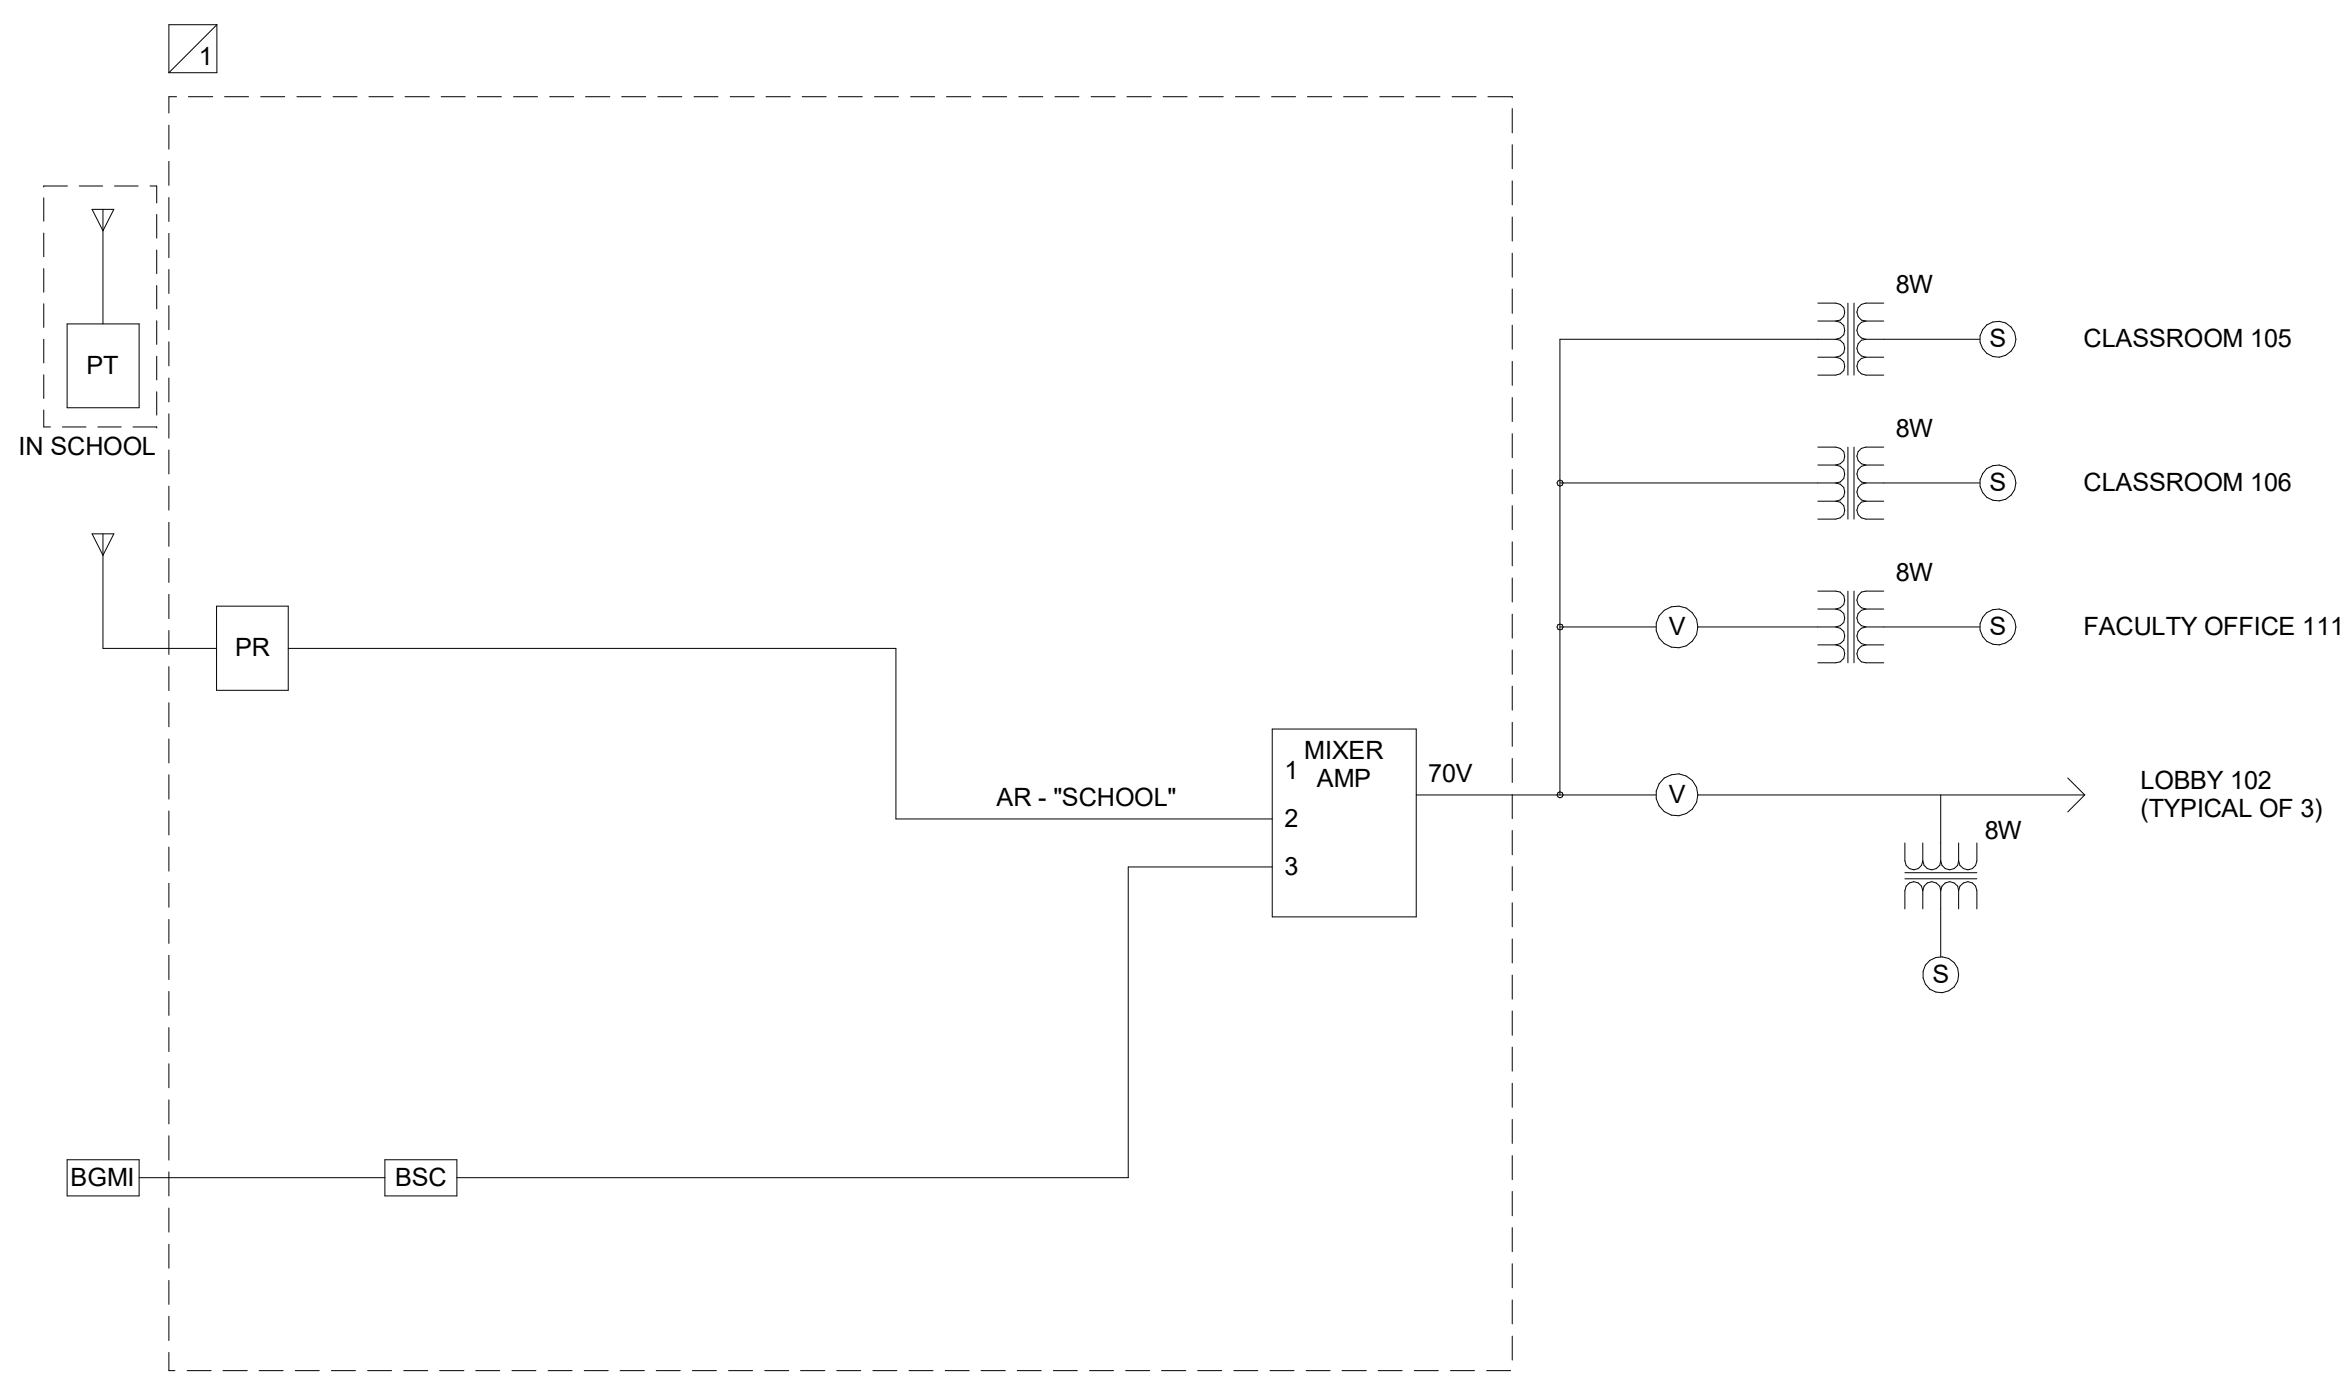 1
PT
IN SCHOOL
8W
S
CLASSROOM 105
8W
S
CLASSROOM 106
8W
V
S
FACULTY OFFICE 111
PR
MIXER
AMP
1
2
3
AR - "SCHOOL"
70V
V
LOBBY 102
(TYPICAL OF 3)
8W
S
BGMI
BSC